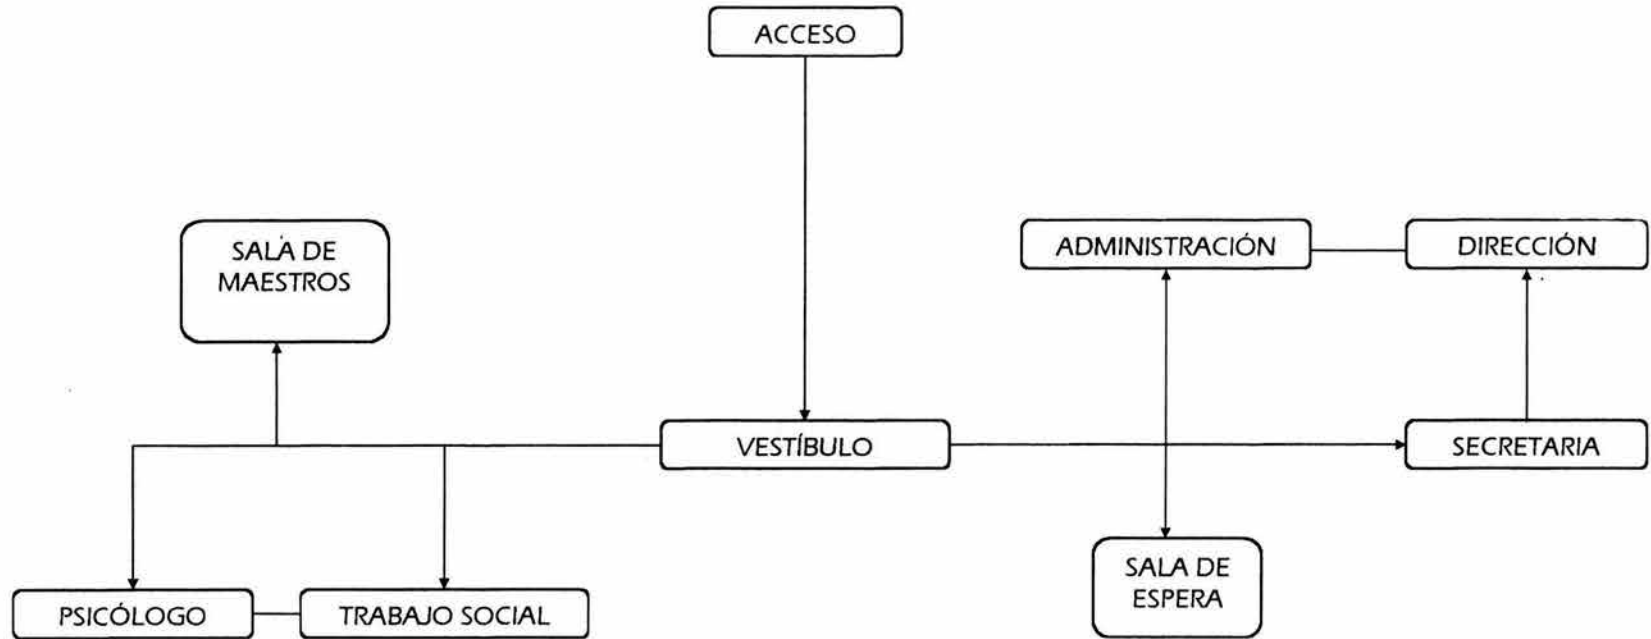 ACCESO
SALA DE
MAESTROS
ADMINISTRACIÓN
DIRECCIÓN
VESTÍBULO
SECRETARIA
SALA DE
ESPERA
PSICÓLOGO
TRABAJO SOCIAL